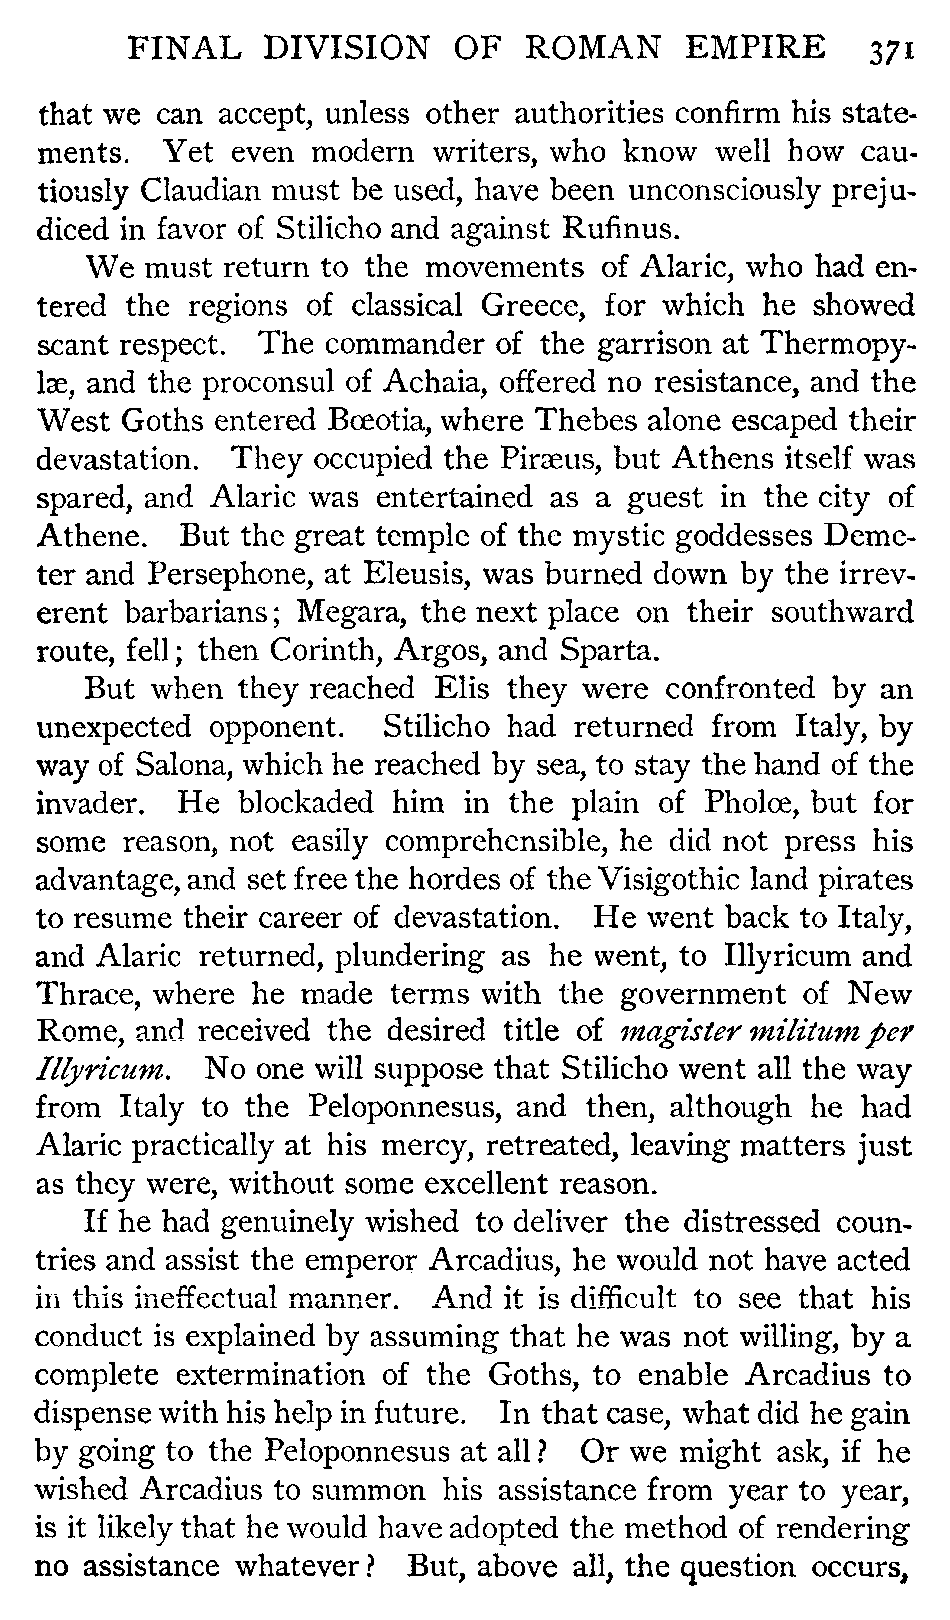 FINAL DIVISION OF ROMAN EMPIRE 371
that we can accept, unless other authorities confirm his state-
ments. Yet even modern writers, who know well how cau-
tiously Claudian must be used, have been unconsciously preju-
diced in favor of Stilicho and against Rufinus.
We must return to the movements of Alaric, who had en-
tered the regions of classical Greece, for which he showed
scant respect. The commander of the garrison at Thermopy-
læ, and the proconsul of Achaia, offered no resistance, and the
West Goths entered Bœotia, where Thebes alone escaped their
devastation. They occupied the Piræus, but Athens itself was
spared, and Alaric was entertained as a guest in the city of
Athene. But the great temple of the mystic goddesses Deme-
ter and Persephone, at Eleusis, was burned down by the irrev-
erent barbarians; Megara, the next place on their southward
route, fell; then Corinth, Argos, and Sparta.
But when they reached Elis they were confronted by an
unexpected opponent. Stilicho had returned from Italy, by
way of Salona, which he reached by sea, to stay the hand of the
invader. He blockaded him in the plain of Pholœ, but for
some reason, not easily comprehensible, he did not press his
advantage, and set free the hordes of the Visigothic land pirates
to resume their career of devastation. He went back to Italy,
and Alaric returned, plundering as he went, to Illyricum and
Thrace, where he made terms with the government of New
Rome, and received the desired title of magister militum per
Illyricum. No one will suppose that Stilicho went all the way
from Italy to the Peloponnesus, and then, although he had
Alaric practically at his mercy, retreated, leaving matters just
as they were, without some excellent reason.
If he had genuinely wished to deliver the distressed coun-
tries and assist the emperor Arcadius, he would not have acted
in this ineffectual manner. And it is difficult to see that his
conduct is explained by assuming that he was not willing, by a
complete extermination of the Goths, to enable Arcadius to
dispense with his help in future. In that case, what did he gain
by going to the Peloponnesus at all? Or we might ask, if he
wished Arcadius to summon his assistance from year to year,
is it likely that he would have adopted the method of rendering
no assistance whatever? But, above all, the question occurs,